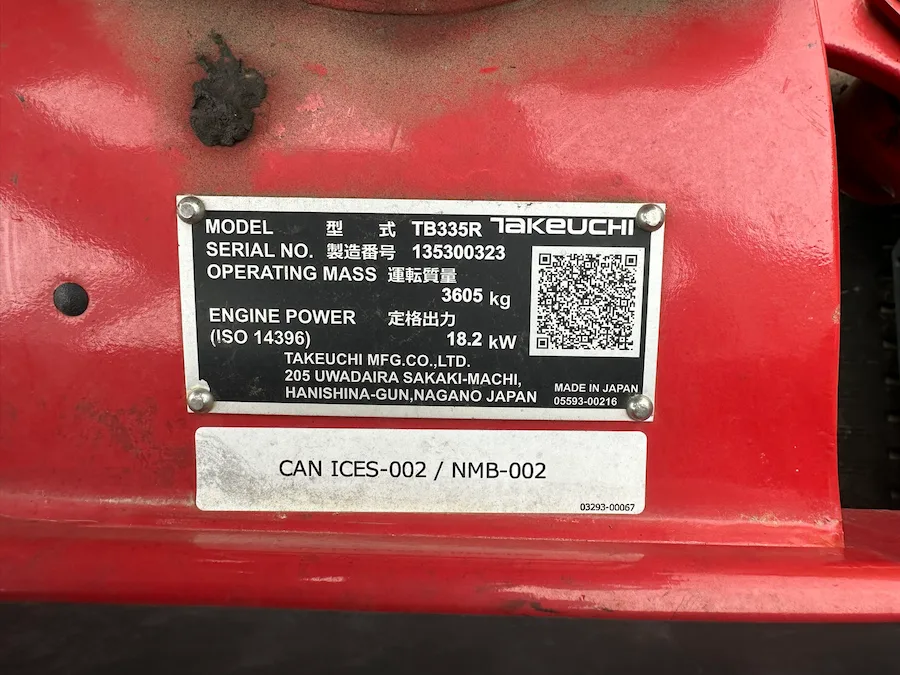 MODEL 型 式 TB335R TAKEUCHI
SERIAL NO. 製造番号 135300323
OPERATING MASS 運転質量
3605 kg
ENGINE POWER 定格出力
(ISO 14396) 18.2 kW
TAKEUCHI MFG.CO.,LTD.
205 UWADAIRA SAKAKI-MACHI,
HANISHINA-GUN,NAGANO JAPAN
MADE IN JAPAN
05593-00216
CAN ICES-002 / NMB-002
03293-00067